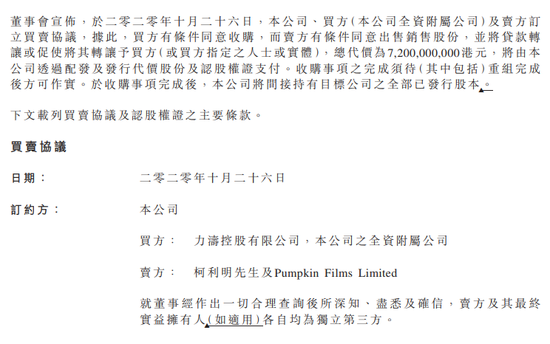 董事會宣佈，於二零二零年十月二十六日，本公司、買方(本公司全資附屬公司)及賣方訂
立買賣協議，據此，買方有條件同意收購，而賣方有條件同意出售銷售股份，並將貸款轉
讓或促使將其轉讓予買方(或買方指定之人士或實體)，總代價為7,200,000,000港元，將由本
公司透過配發及發行代價股份及認股權證支付。收購事項之完成須待(其中包括)重組完成
後方可作實。於收購事項完成後，本公司將間接持有目標公司之全部已發行股本。
下文載列買賣協議及認股權證之主要條款。
買賣協議
日期： 二零二零年十月二十六日
訂約方： 本公司
買方： 力濤控股有限公司，本公司之全資附屬公司
賣方： 柯利明先生及Pumpkin Films Limited
就董事經作出一切合理查詢後所深知、盡悉及確信，賣方及其最終
實益擁有人(如適用)各自均為獨立第三方。